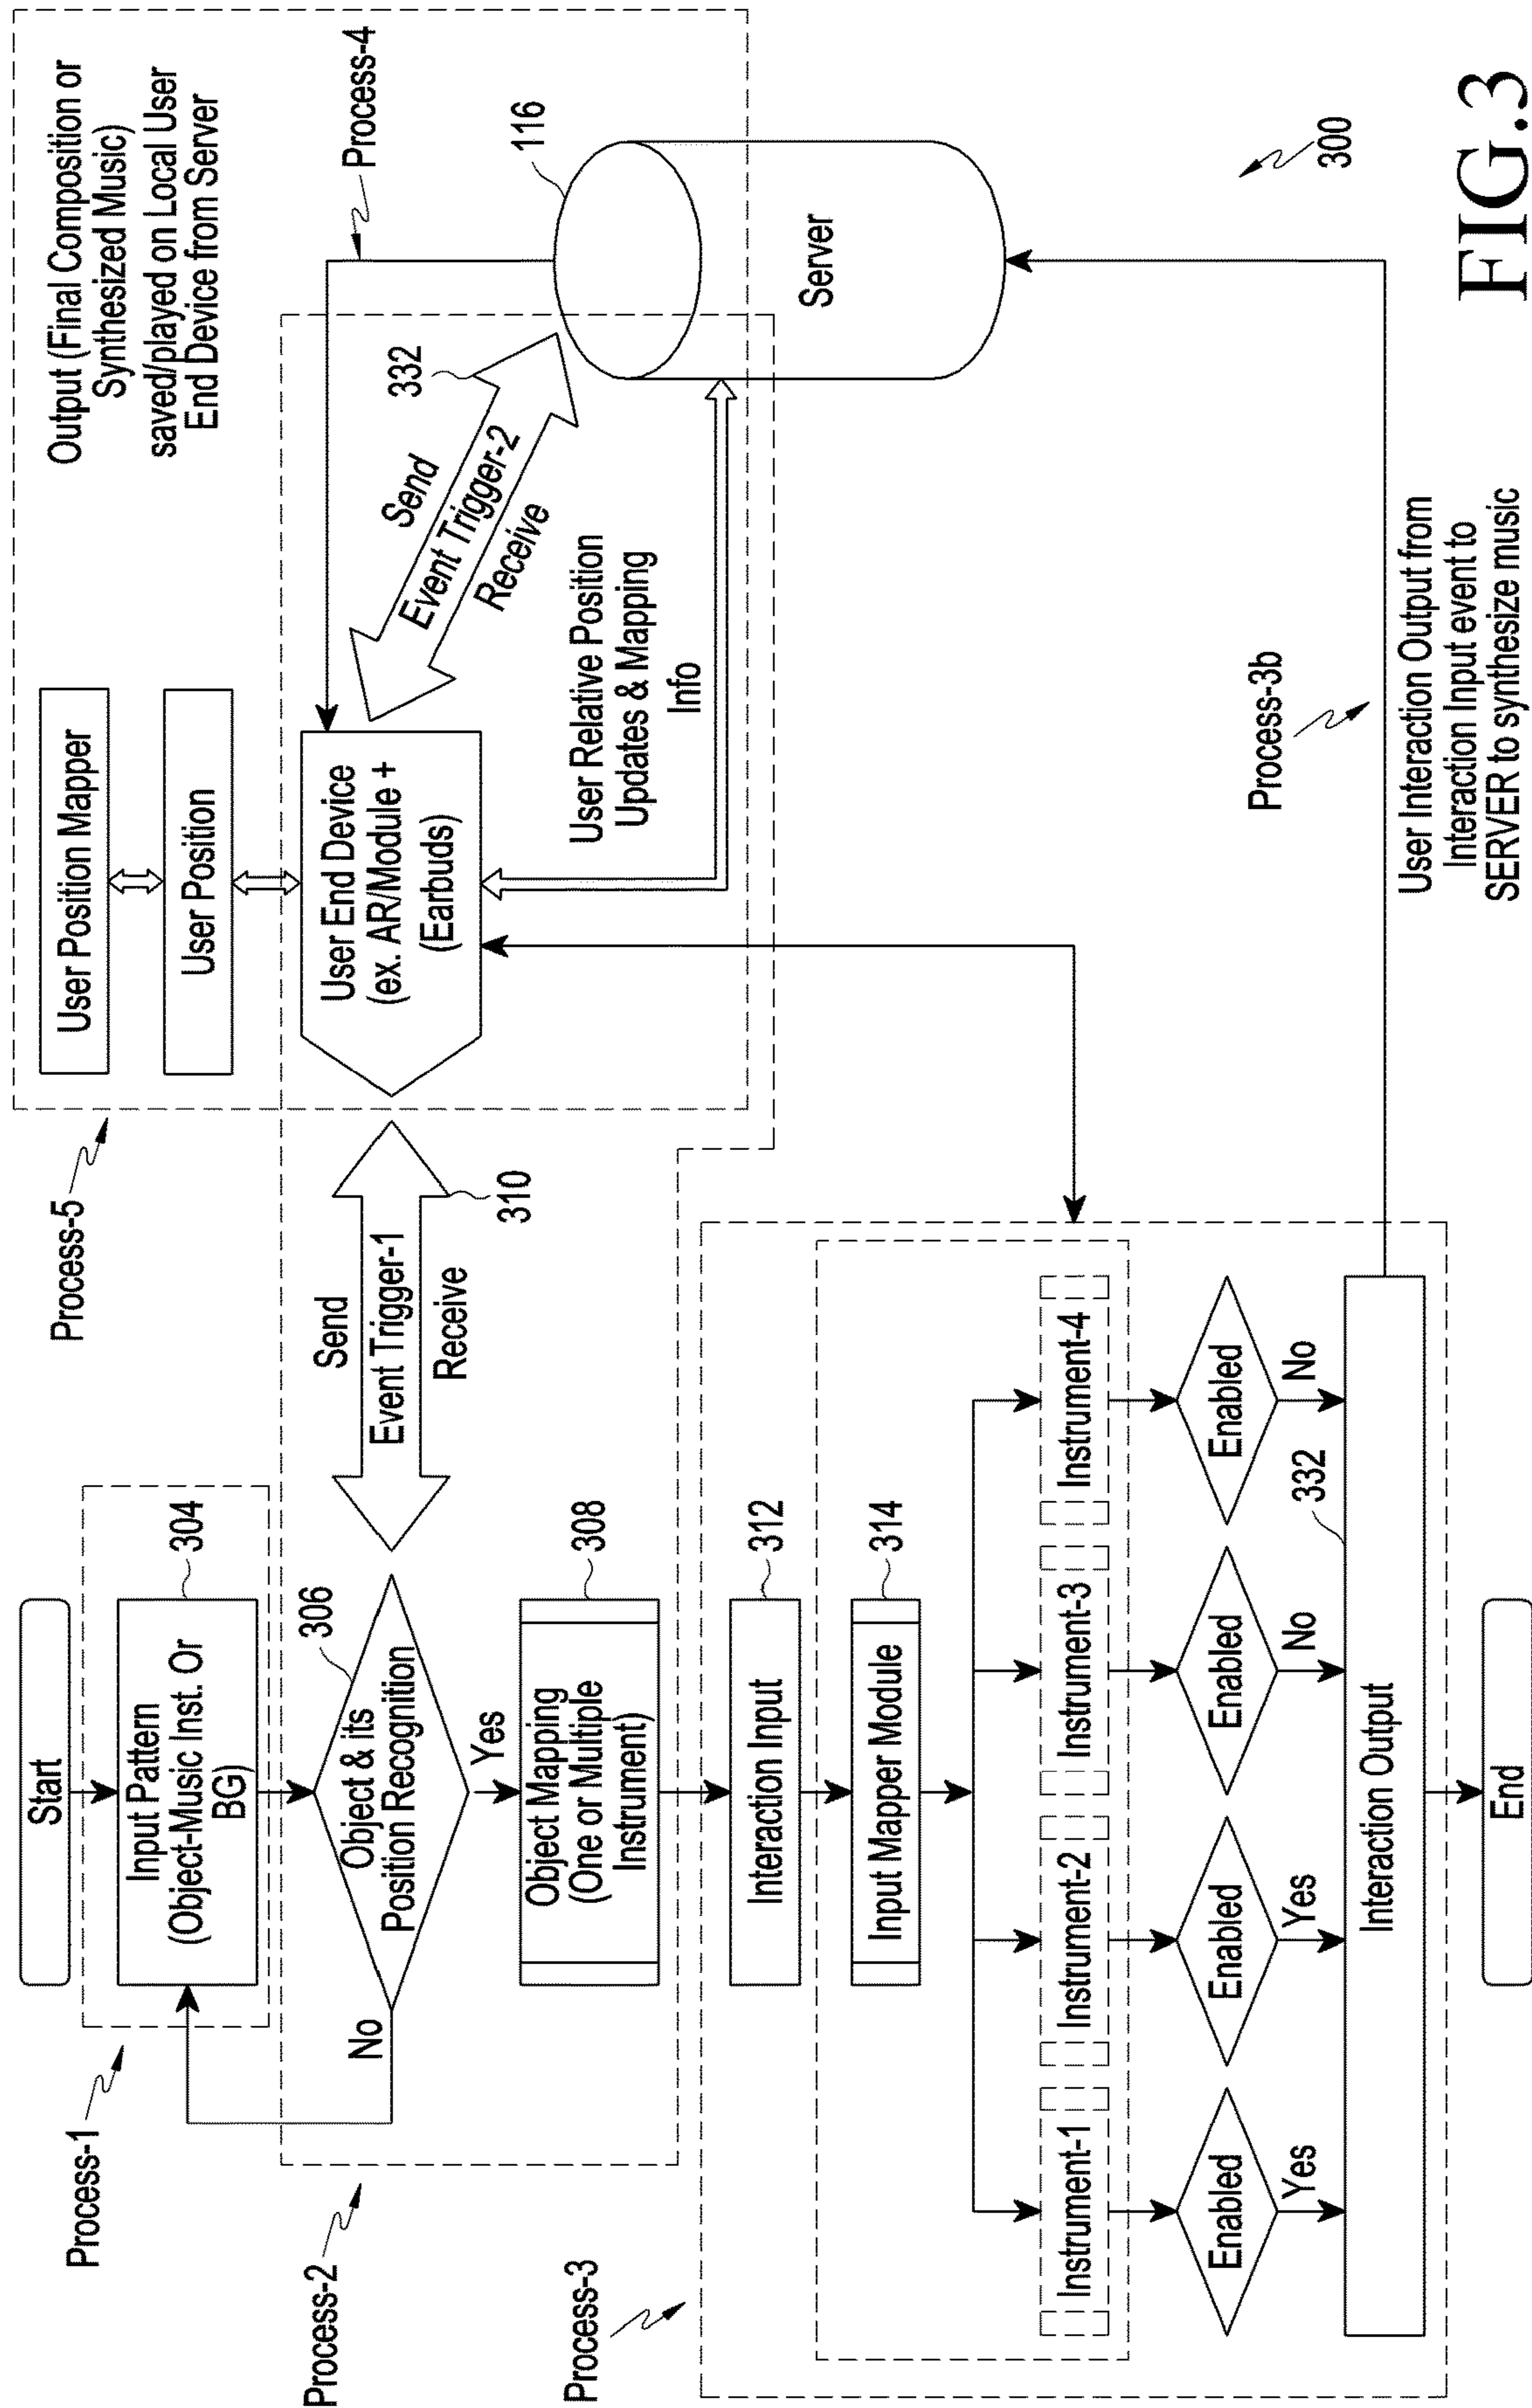 Start
Process-1
Input Pattern
(Object-Music Inst. Or
BG)
304
No
306
Object & its
Position Recognition
Process-2
Yes
Object Mapping
(One or Multiple
Instrument)
308
Send
Event Trigger-1
Receive
310
Process-5
User Position Mapper
User Position
User End Device
(ex. AR/Module +
(Earbuds)
Output (Final Composition or
Synthesized Music)
saved/played on Local User
End Device from Server
Process-4
Send
Event Trigger-2
Receive
332
116
Server
User Relative Position
Updates & Mapping
Info
Process-3
Interaction Input
312
Input Mapper Module
314
Instrument-1
Instrument-2
Instrument-3
Instrument-4
Enabled
Enabled
Enabled
Enabled
Yes
Yes
No
No
332
Interaction Output
End
Process-3b
User Interaction Output from
Interaction Input event to
SERVER to synthesize music
300
FIG.3